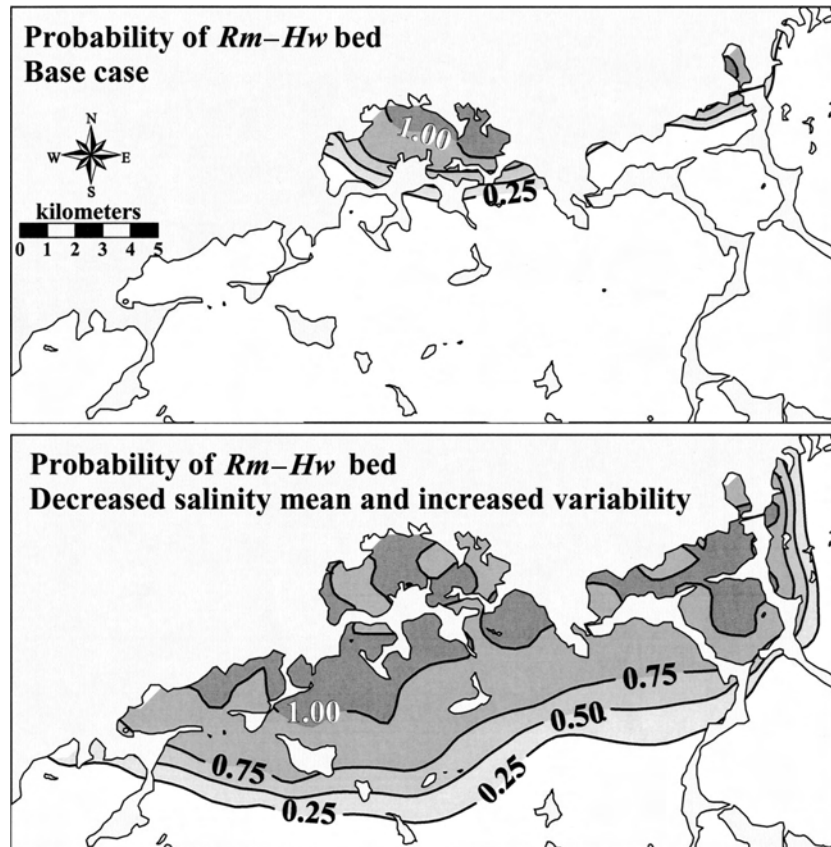 Probability of Rm–Hw bed
Base case
N
W E
S
kilometers
0 1 2 3 4 5
1.00
0.25
Probability of Rm–Hw bed
Decreased salinity mean and increased variability
0.75
1.00
0.50
0.75
0.25
0.25